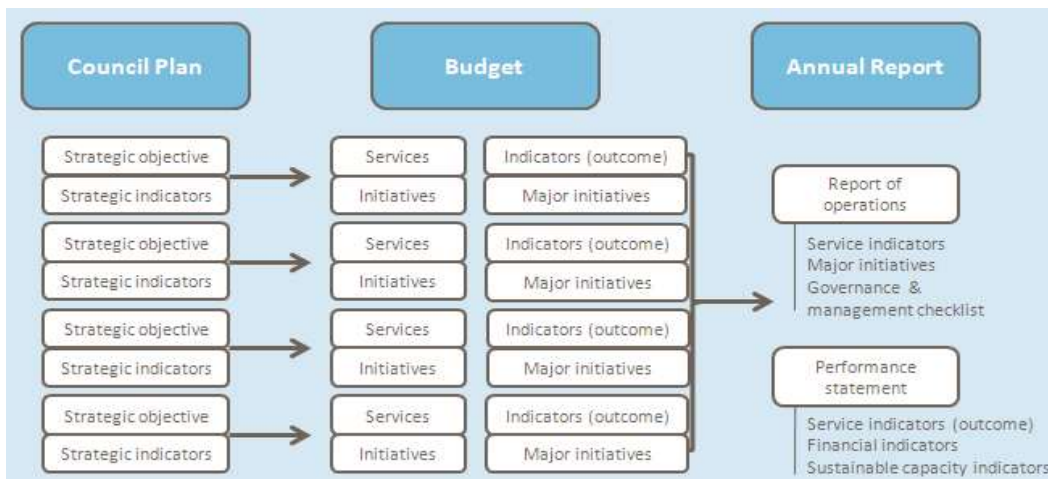 Council Plan
Budget
Annual Report
Strategic objective
Strategic indicators
Services
Initiatives
Indicators (outcome)
Major initiatives
Strategic objective
Strategic indicators
Services
Initiatives
Indicators (outcome)
Major initiatives
Strategic objective
Strategic indicators
Services
Initiatives
Indicators (outcome)
Major initiatives
Strategic objective
Strategic indicators
Services
Initiatives
Indicators (outcome)
Major initiatives
Report of
operations
Service indicators
Major initiatives
Governance &
management checklist
Performance
statement
Service indicators (outcome)
Financial indicators
Sustainable capacity indicators